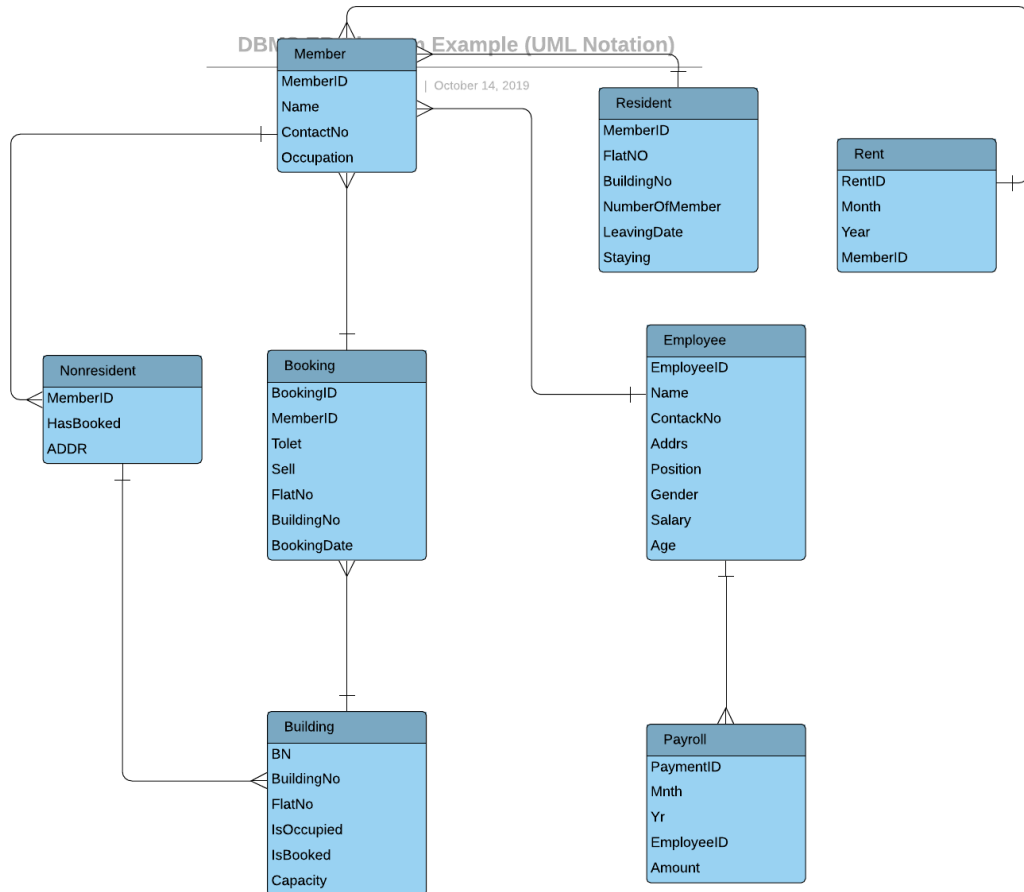 DBM
Example (UML Notation)
| October 14, 2019
Member
MemberID
Name
ContactNo
Occupation
Resident
MemberID
FlatNO
BuildingNo
NumberOfMember
LeavingDate
Staying
Rent
RentID
Month
Year
MemberID
Nonresident
MemberID
HasBooked
ADDR
Booking
BookingID
MemberID
Tolet
Sell
FlatNo
BuildingNo
BookingDate
Employee
EmployeeID
Name
ContackNo
Addrs
Position
Gender
Salary
Age
Building
BN
BuildingNo
FlatNo
IsOccupied
IsBooked
Capacity
Payroll
PaymentID
Mnth
Yr
EmployeeID
Amount